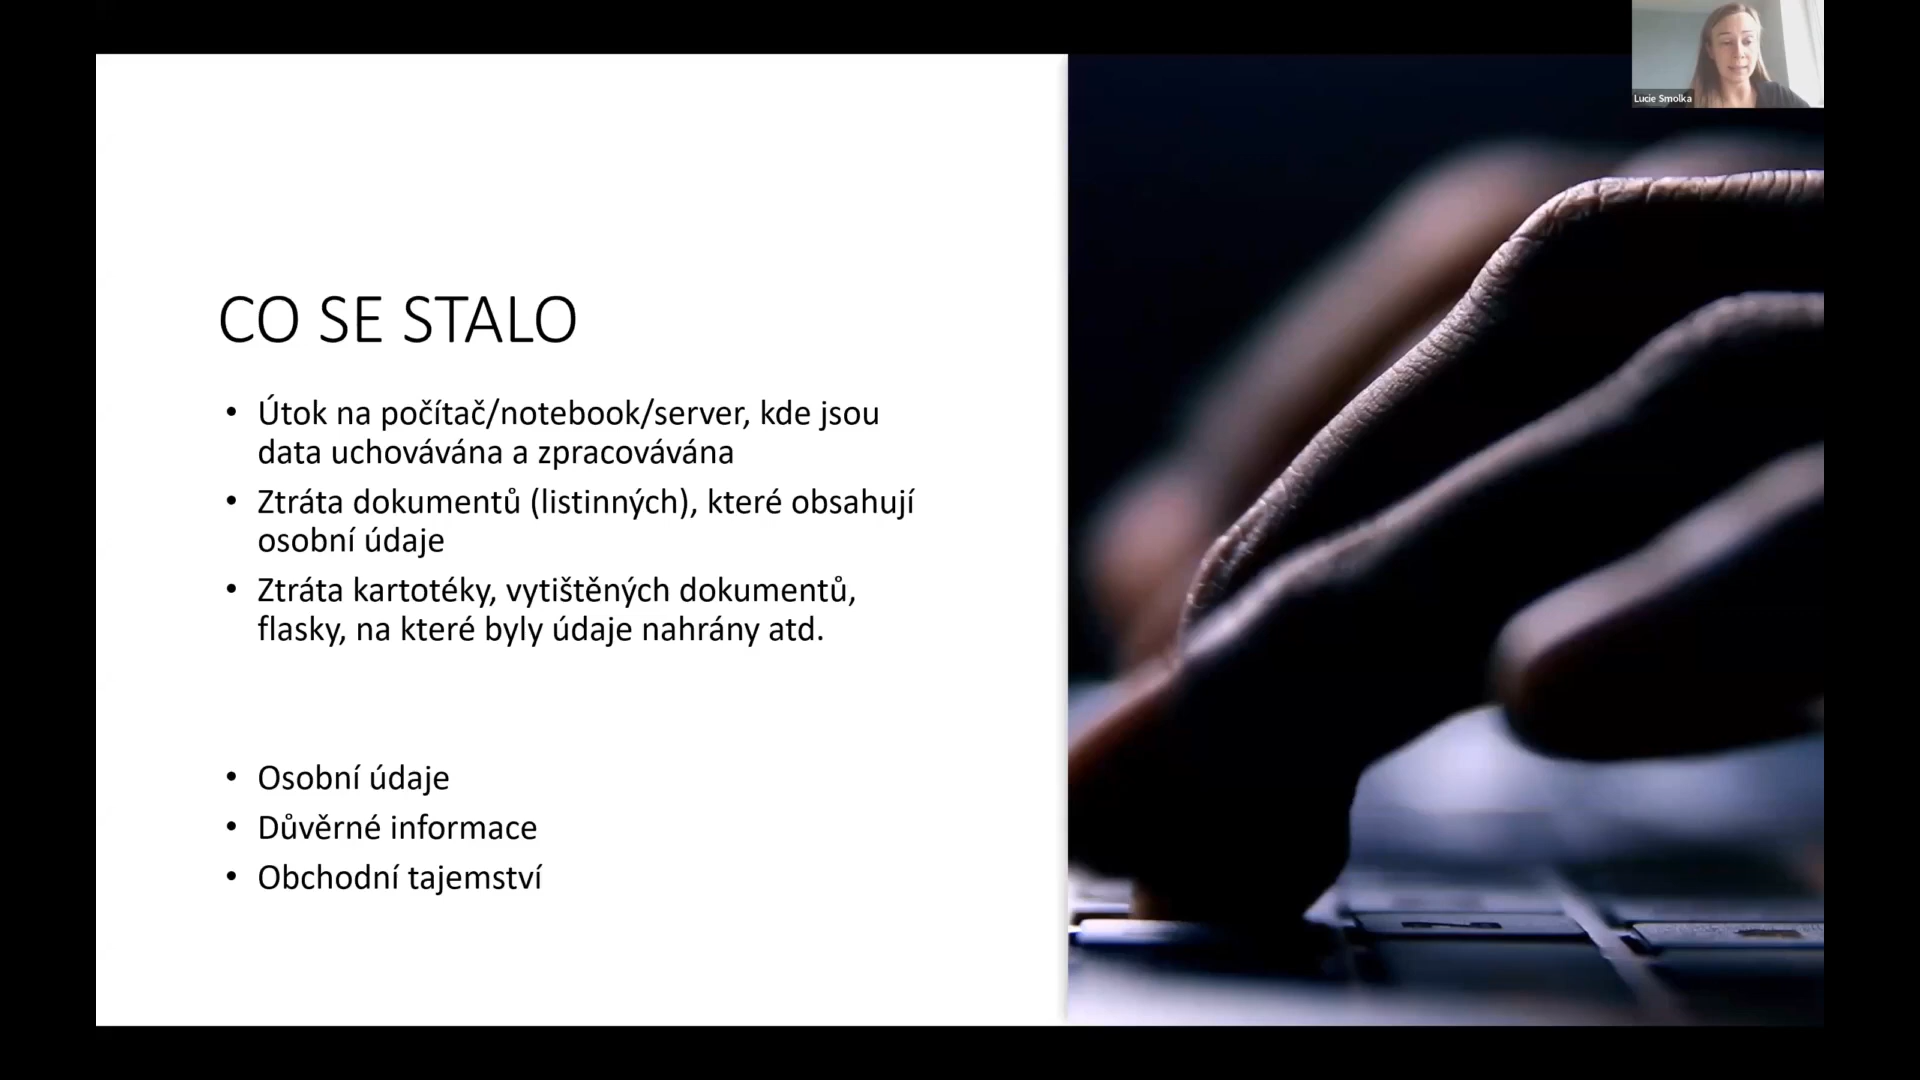 Lucie Smolka
CO SE STALO
• Útok na počítač/notebook/server, kde jsou
data uchovávána a zpracovávána
• Ztráta dokumentů (listinných), které obsahují
osobní údaje
• Ztráta kartotéky, vytištěných dokumentů,
flasky, na které byly údaje nahrány atd.
• Osobní údaje
• Důvěrné informace
• Obchodní tajemství